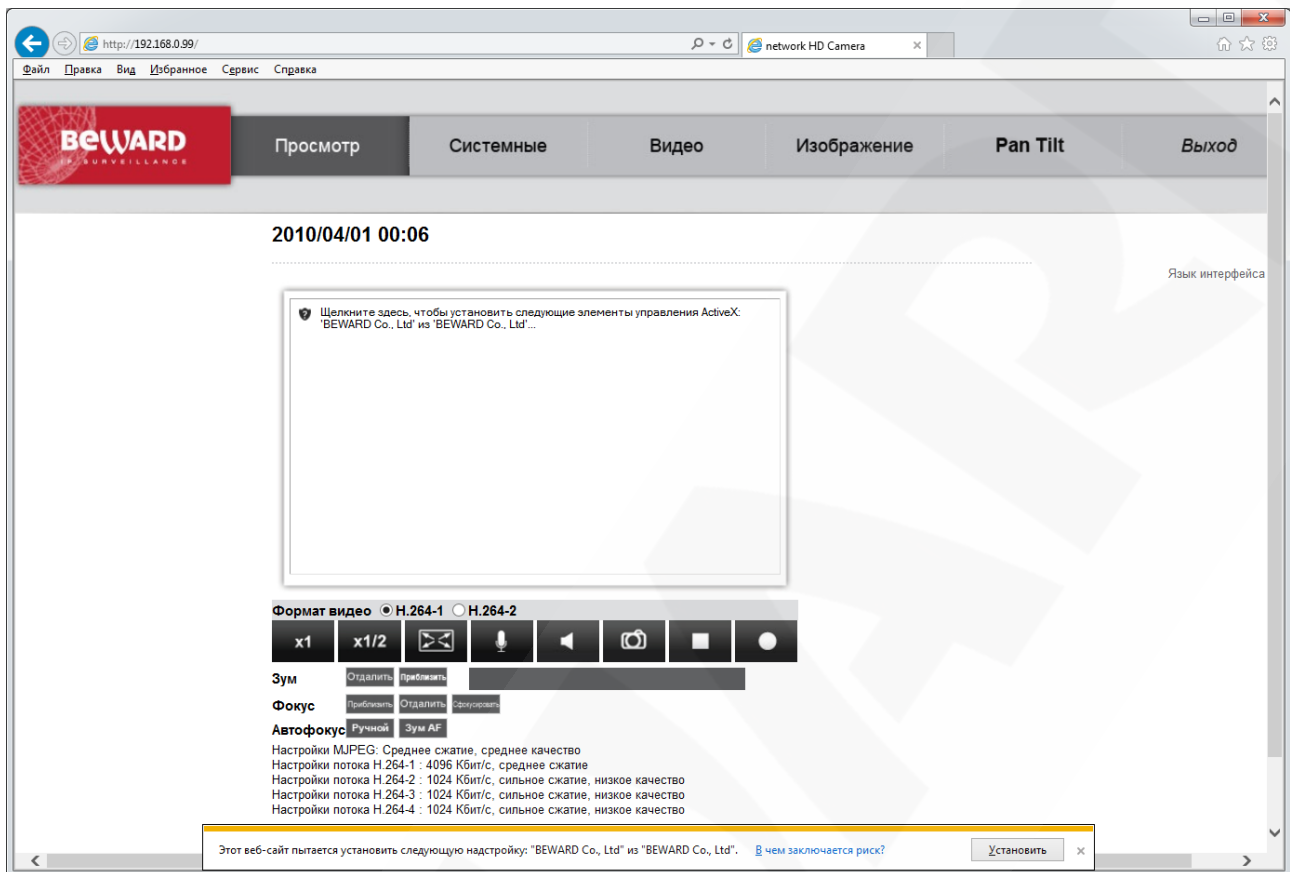 http://192.168.0.99/
network HD Camera
Файл Правка Вид Избранное Сервис Справка
BEWARD
IP SURVEILLANCE
Просмотр Системные Видео Изображение Pan Tilt Выход
2010/04/01 00:06
Язык интерфейса
Щелкните здесь, чтобы установить следующие элементы управления ActiveX:
'BEWARD Co., Ltd' из 'BEWARD Co., Ltd'...
Формат видео H.264-1 H.264-2
x1 x1/2
Зум Отдалить Приблизить
Фокус Приблизить Отдалить Сфокусировать
Автофокус Ручной Зум AF
Настройки MJPEG: Среднее сжатие, среднее качество
Настройки потока H.264-1 : 4096 Кбит/с, среднее сжатие
Настройки потока H.264-2 : 1024 Кбит/с, сильное сжатие, низкое качество
Настройки потока H.264-3 : 1024 Кбит/с, сильное сжатие, низкое качество
Настройки потока H.264-4 : 1024 Кбит/с, сильное сжатие, низкое качество
Этот веб-сайт пытается установить следующую надстройку: "BEWARD Co., Ltd" из "BEWARD Co., Ltd". В чем заключается риск? Установить